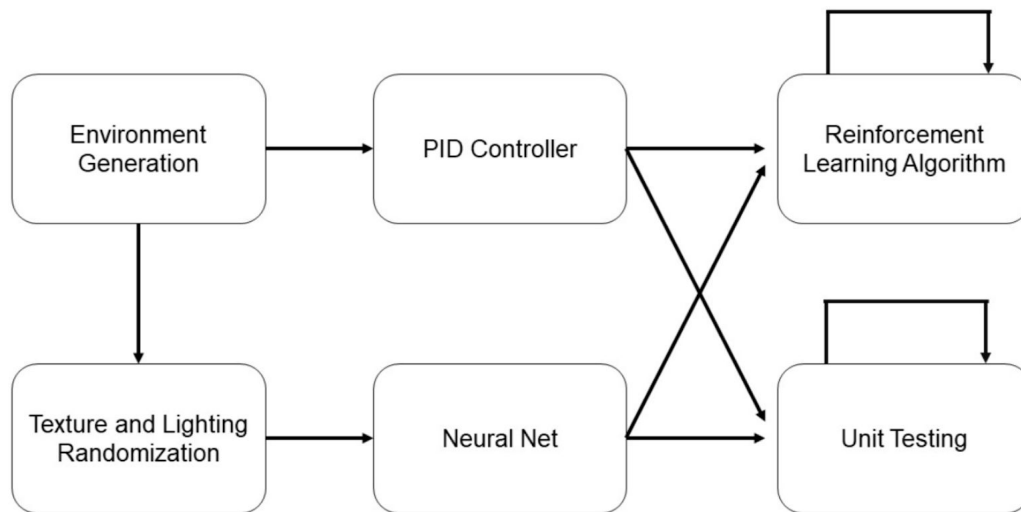 Environment
Generation
PID Controller
Reinforcement
Learning Algorithm
Texture and Lighting
Randomization
Neural Net
Unit Testing